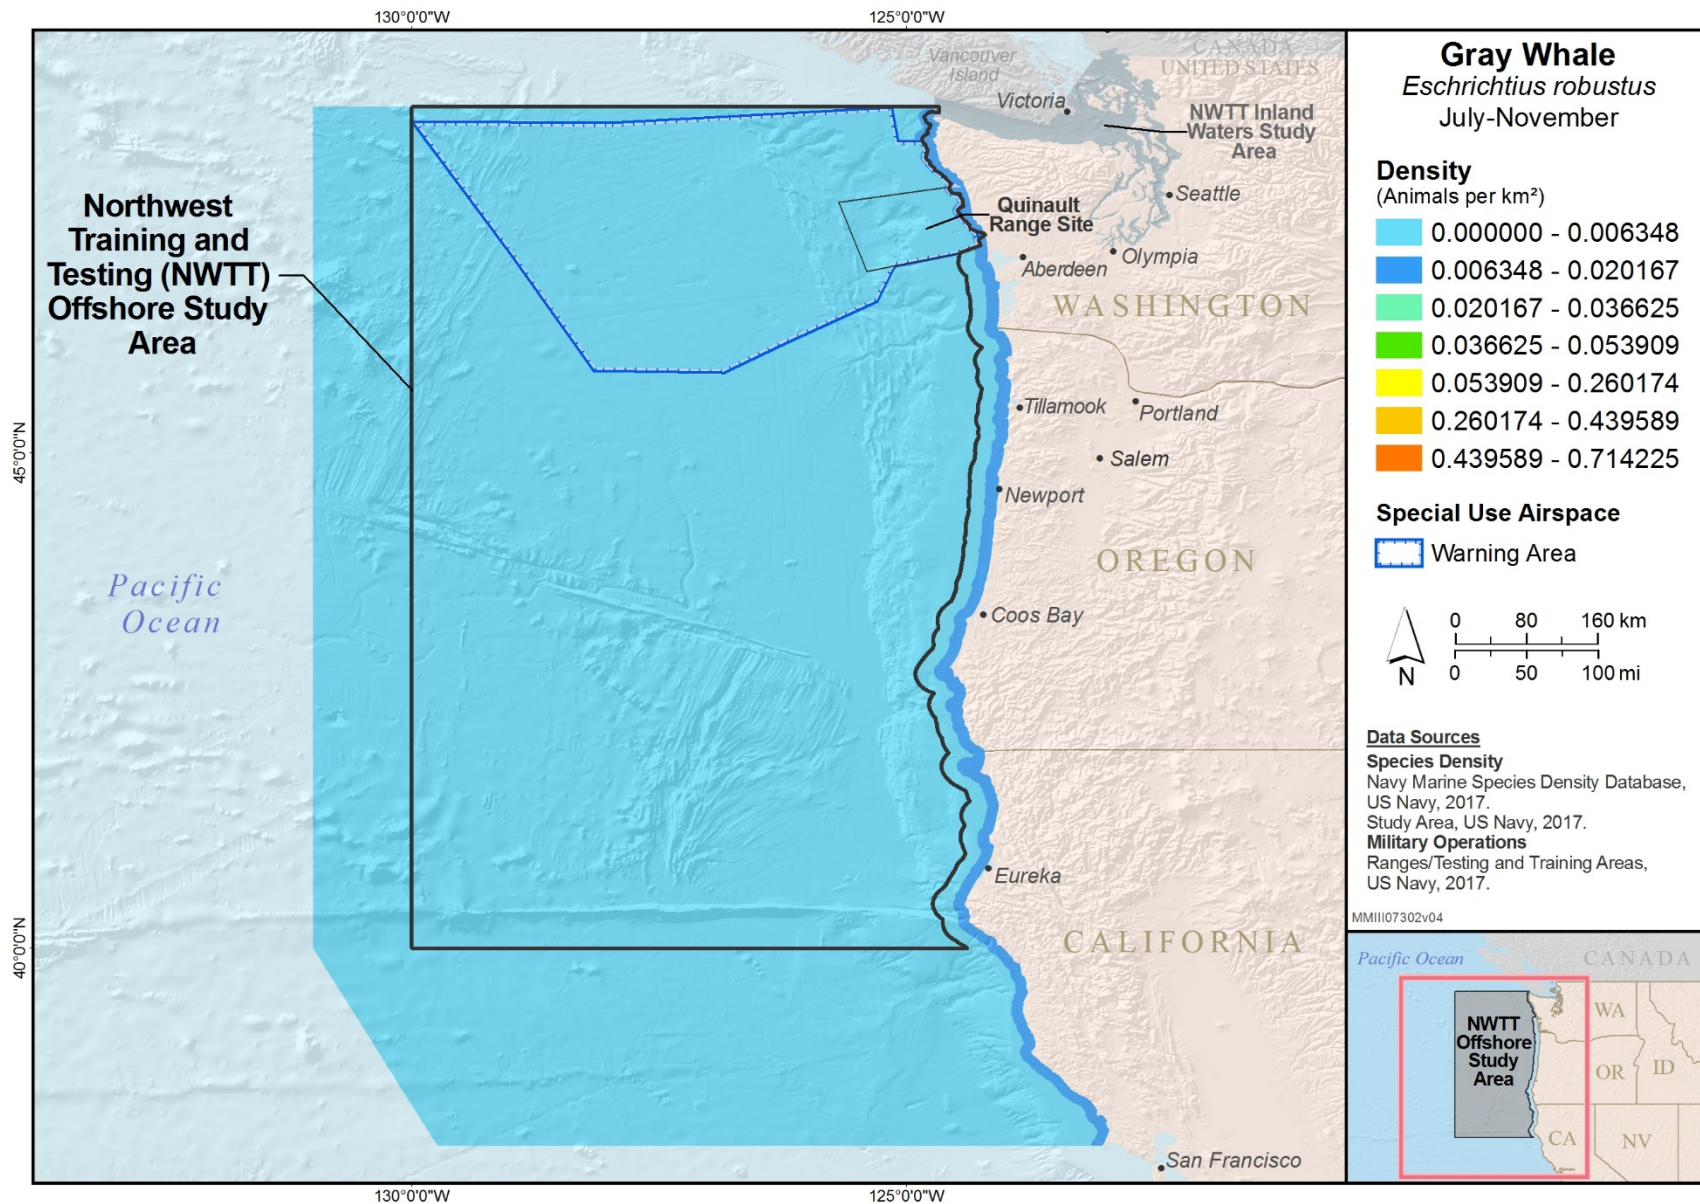 130°0'0"W
125°0'0"W
CANADA
UNITED STATES
Vancouver
Island
Victoria
NWTT Inland
Waters Study
Area
Seattle
Northwest
Training and
Testing (NWTT)
Offshore Study
Area
Quinault
Range Site
Aberdeen
Olympia
WASHINGTON
Tillamook
Portland
Salem
45°0'0"N
Newport
OREGON
Pacific
Ocean
Coos Bay
Eureka
CALIFORNIA
40°0'0"N
San Francisco
130°0'0"W
125°0'0"W
Gray Whale
Eschrichtius robustus
July-November
Density
(Animals per km²)
0.000000 - 0.006348
0.006348 - 0.020167
0.020167 - 0.036625
0.036625 - 0.053909
0.053909 - 0.260174
0.260174 - 0.439589
0.439589 - 0.714225
Special Use Airspace
Warning Area
N
0 80 160 km
0 50 100 mi
Data Sources
Species Density
Navy Marine Species Density Database,
US Navy, 2017.
Study Area, US Navy, 2017.
Military Operations
Ranges/Testing and Training Areas,
US Navy, 2017.
MMIII07302v04
Pacific Ocean
CANADA
NWTT
Offshore
Study
Area
WA
OR
ID
CA
NV